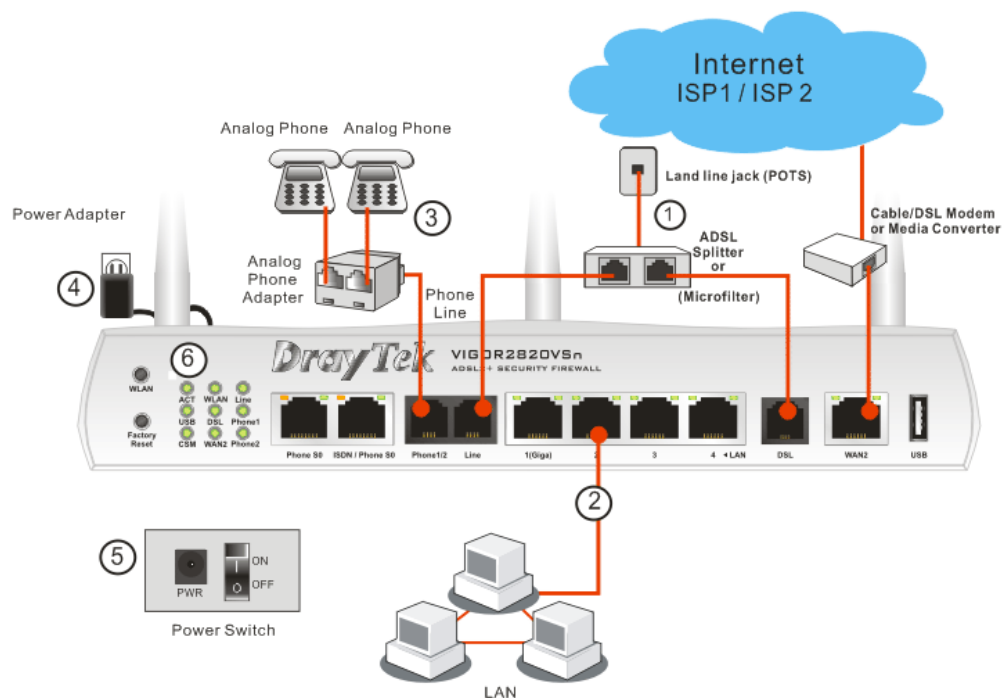 Internet
ISP1 / ISP 2
Analog Phone Analog Phone
Land line jack (POTS)
Power Adapter
3
1
Cable/DSL Modem
or Media Converter
ADSL
Splitter
or
(Microfilter)
Analog
Phone
Adapter
Phone
Line
4
6
DrayTek
VIGOR2820VSn
ADSL2+ SECURITY FIREWALL
WLAN
ACT WLAN Line
USB DSL Phone1
CSM WAN2 Phone2
Factory
Reset
Phone S0 ISDN / Phone S0 Phone1/2 Line 1(Giga) 2 3 4 ◄LAN DSL WAN2 USB
2
5
PWR
ON
I
O
OFF
Power Switch
LAN